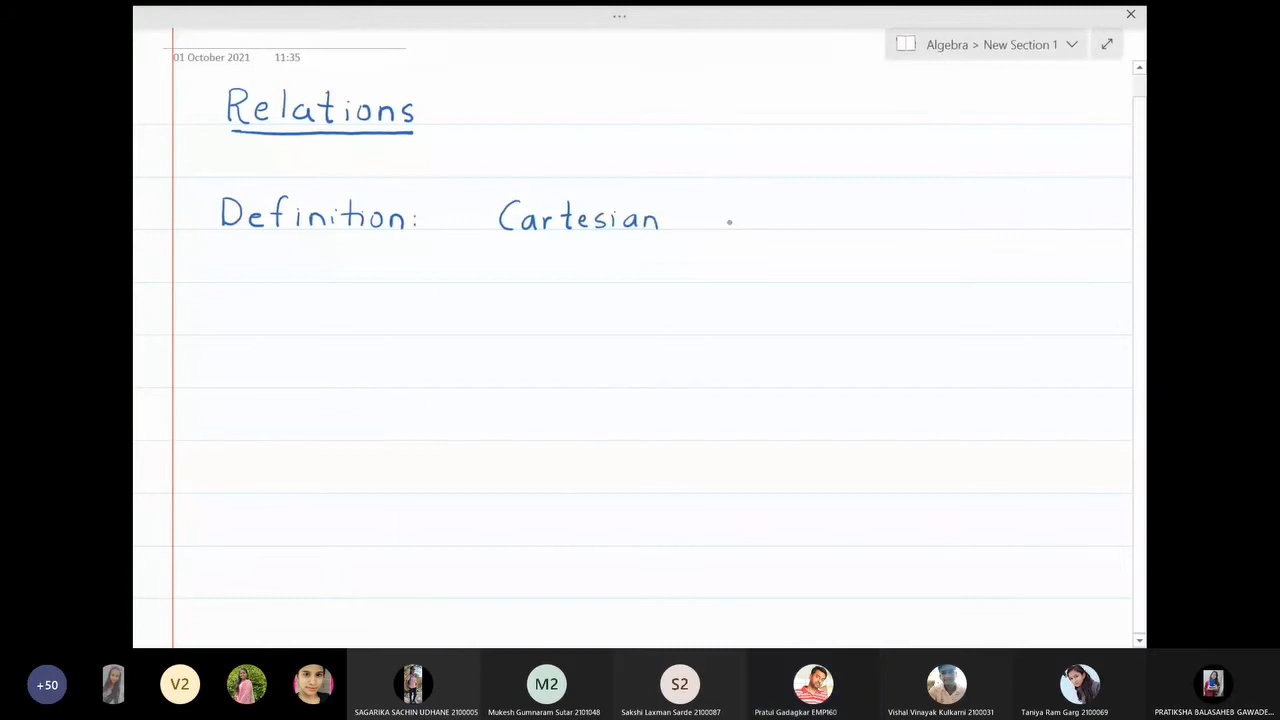 Algebra > New Section 1
01 October 2021 11:35
Relations
Definition: Cartesian
+50
V2
M2
S2
SAGARIKA SACHIN UDHANE 2100005
Mukesh Gumnaram Sutar 2101048
Sakshi Laxman Sarde 2100087
Pratul Gadagkar EMP160
Vishal Vinayak Kulkarni 2100031
Taniya Ram Garg 2100069
PRATIKSHA BALASAHEB GAWADE...